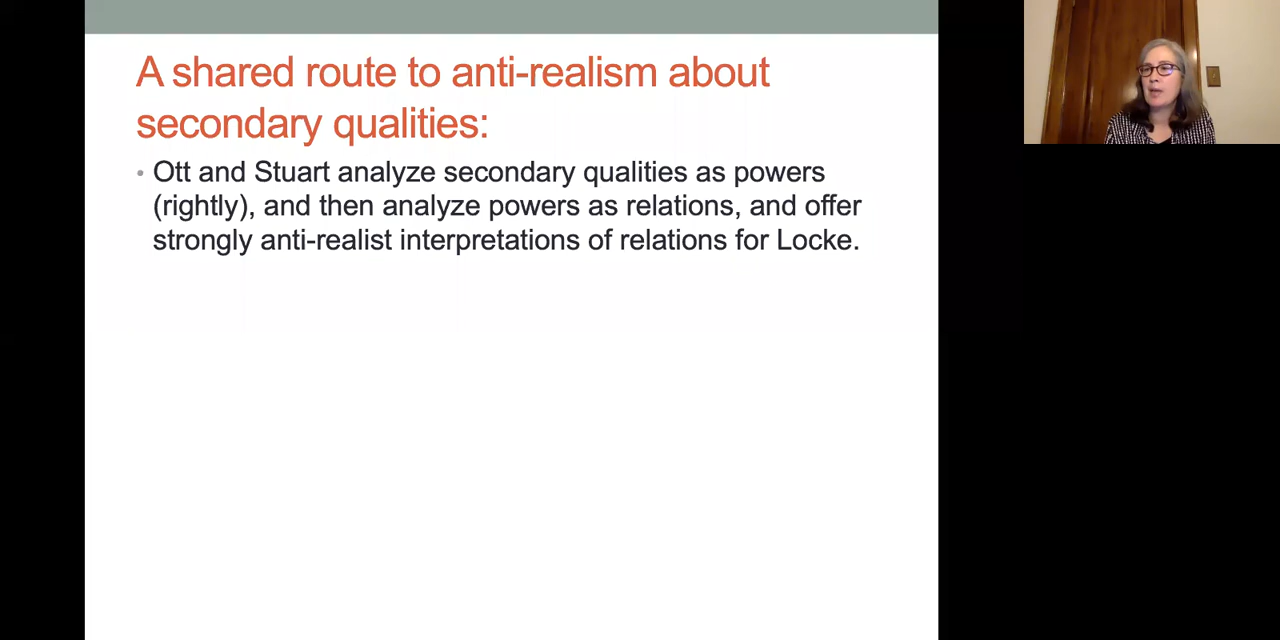 A shared route to anti-realism about
secondary qualities:
• Ott and Stuart analyze secondary qualities as powers
(rightly), and then analyze powers as relations, and offer
strongly anti-realist interpretations of relations for Locke.